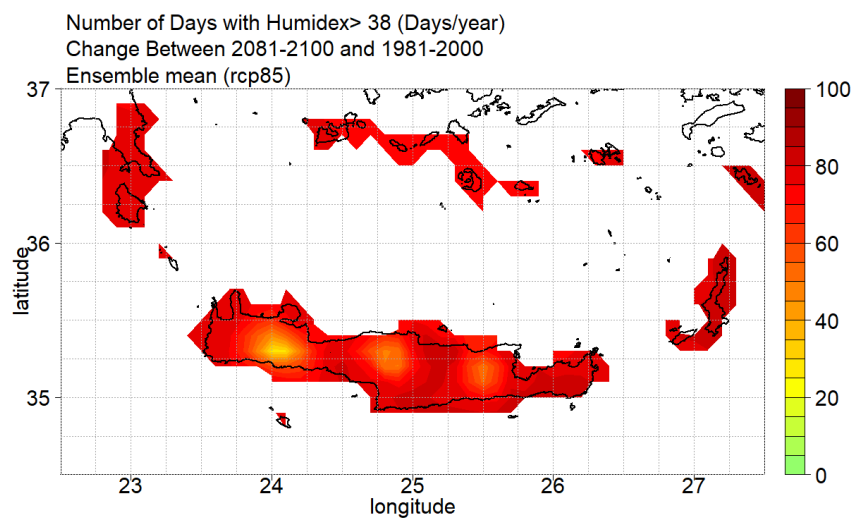 Number of Days with Humidex> 38 (Days/year)
Change Between 2081-2100 and 1981-2000
Ensemble mean (rcp85)
37
36
35
latitude
23
24
25
26
27
longitude
100
80
60
40
20
0